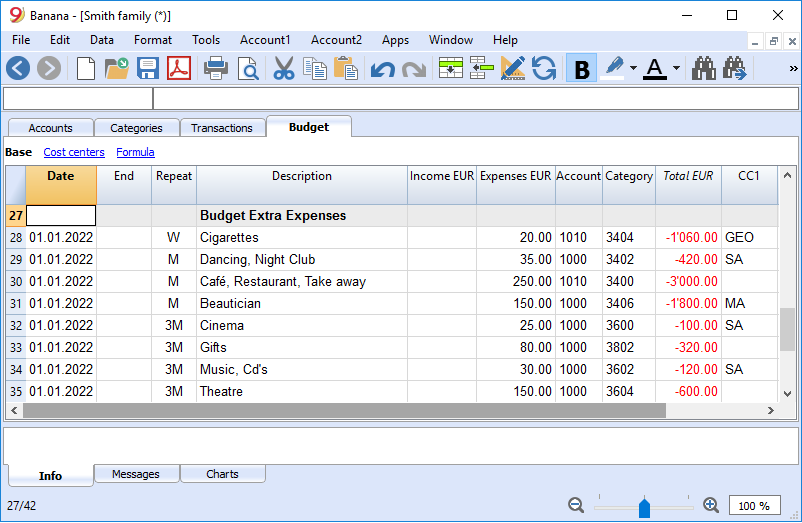 Banana - [Smith family (*)]
File Edit Data Format Tools Account1 Account2 Apps Window Help
B A »
Accounts Categories Transactions Budget
Base Cost centers Formula
Date End Repeat Description Income EUR Expenses EUR Account Category Total EUR CC1
27 Budget Extra Expenses
28 01.01.2022 W Cigarettes 20.00 1010 3404 -1'060.00 GEO
29 01.01.2022 M Dancing, Night Club 35.00 1000 3402 -420.00 SA
30 01.01.2022 M Café, Restaurant, Take away 250.00 1010 3400 -3'000.00
31 01.01.2022 M Beautician 150.00 1000 3406 -1'800.00 MA
32 01.01.2022 3M Cinema 25.00 1000 3600 -100.00 SA
33 01.01.2022 3M Gifts 80.00 1000 3802 -320.00
34 01.01.2022 3M Music, Cd's 30.00 1000 3602 -120.00 SA
35 01.01.2022 3M Theatre 150.00 1000 3604 -600.00
Info Messages Charts
27/42 100 %